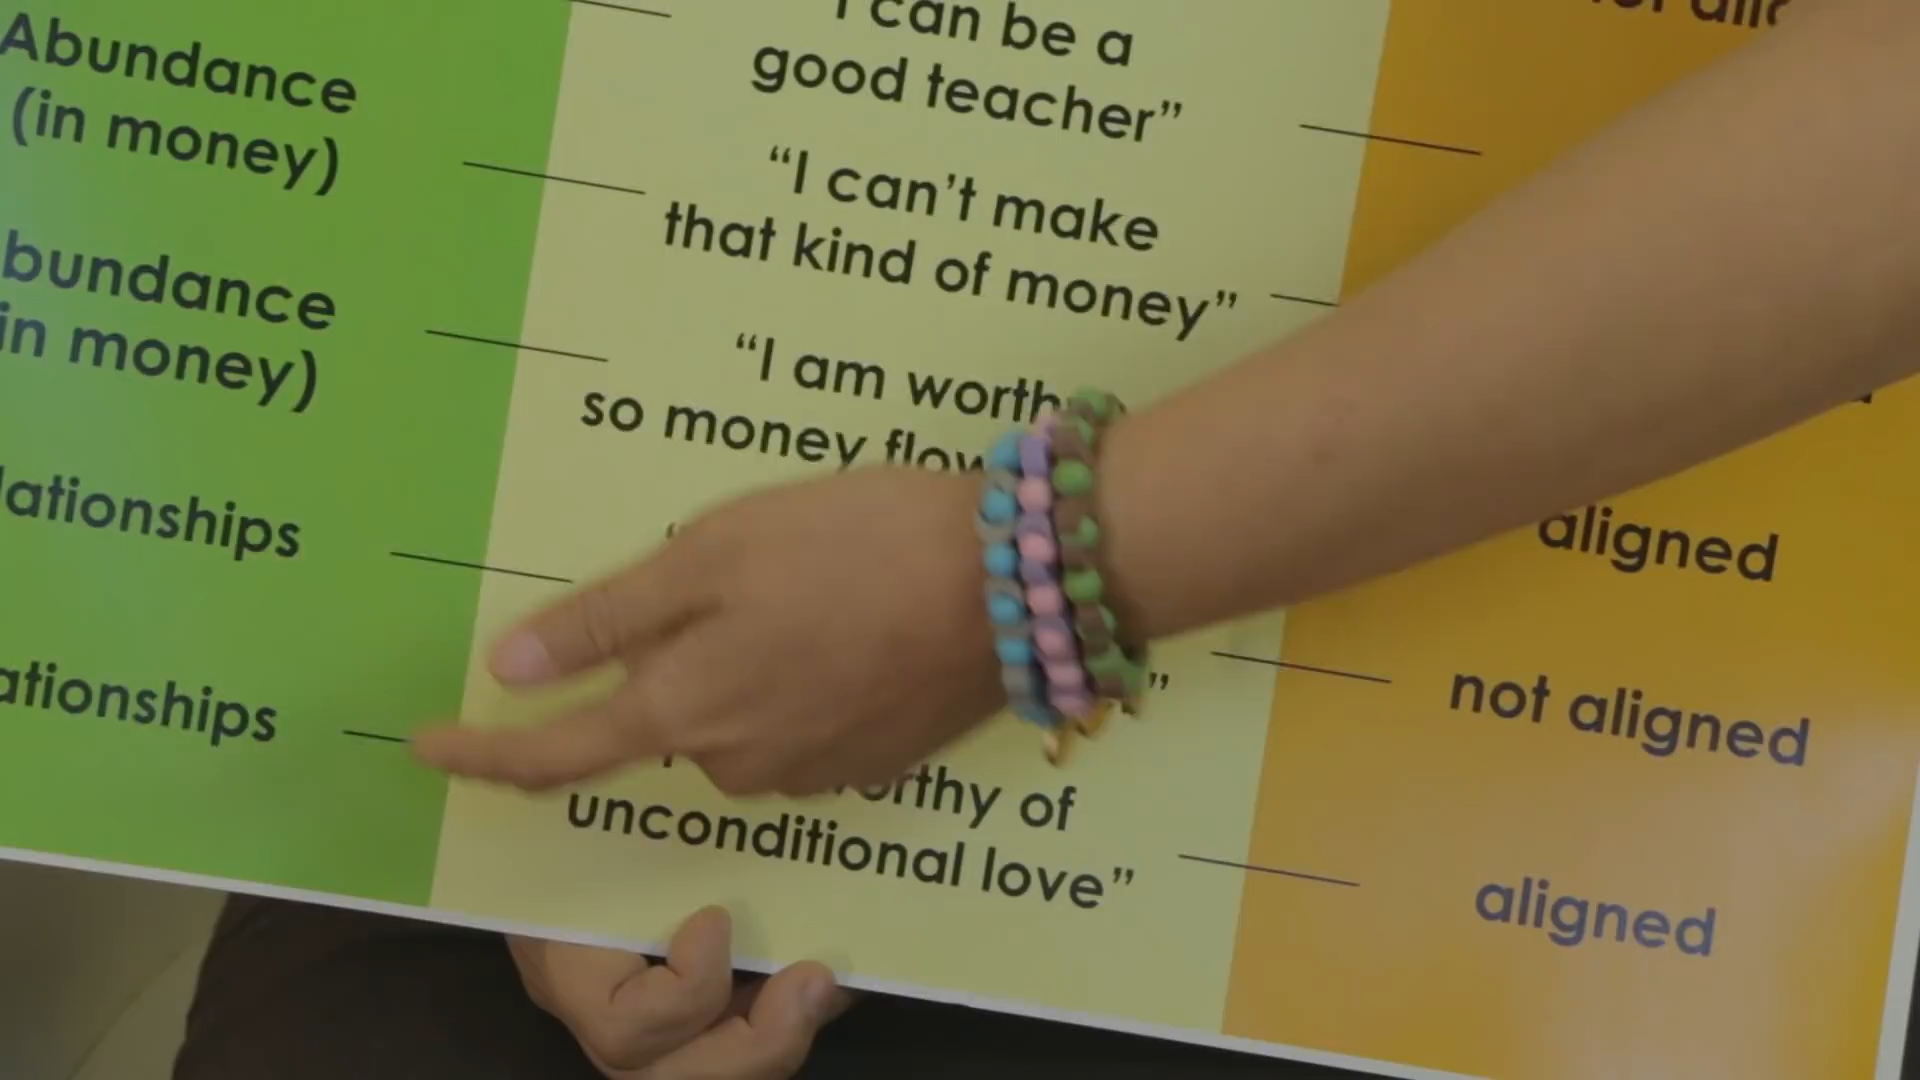 Abundance
(in money)
bundance
in money)
lationships
ationships
I can be a
good teacher”
“I can't make
that kind of money”
“I am worth
so money flow
“
”
rthy of
unconditional love”
aligned
not aligned
aligned